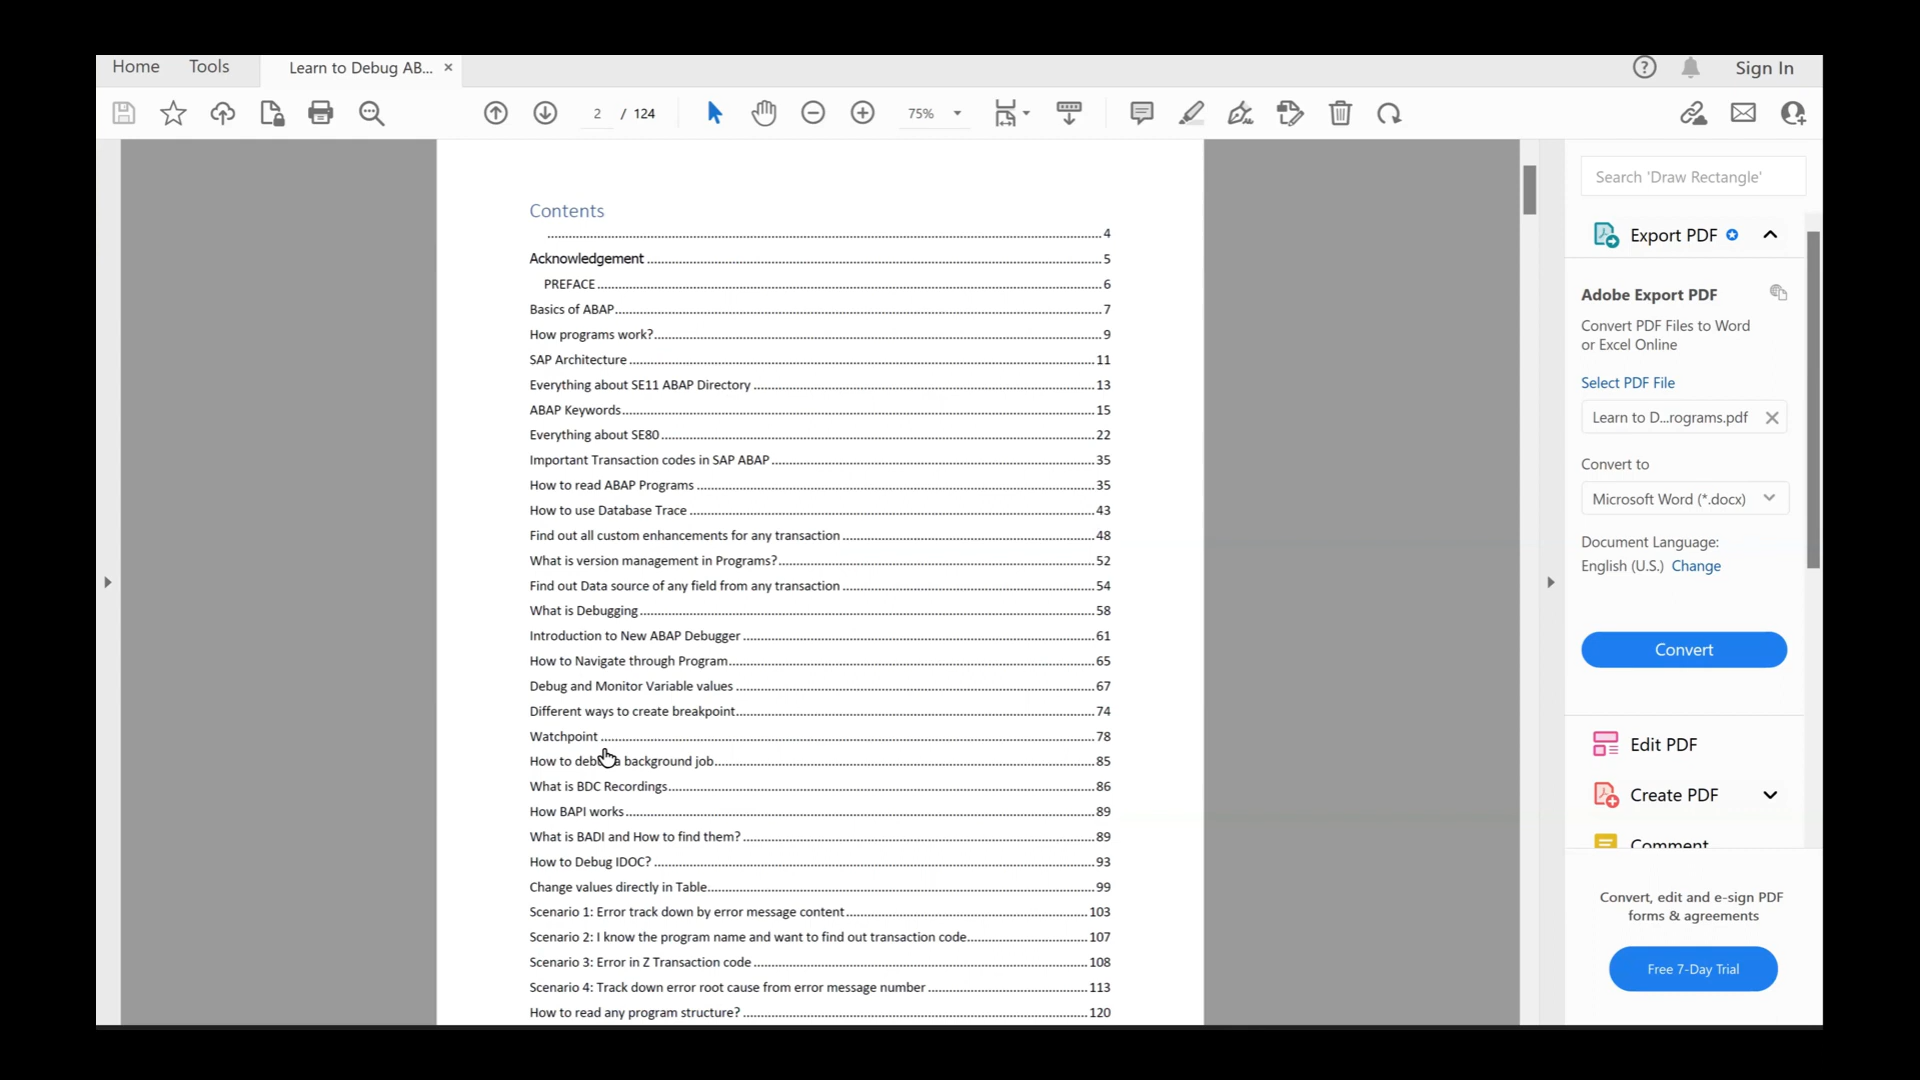 Home Tools Learn to Debug AB... × ? Sign In
2 / 124 75%
Contents
.................... 4
Acknowledgement .................... 5
PREFACE .................... 6
Basics of ABAP .................... 7
How programs work? .................... 9
SAP Architecture .................... 11
Everything about SE11 ABAP Directory .................... 13
ABAP Keywords .................... 15
Everything about SE80 .................... 22
Important Transaction codes in SAP ABAP .................... 35
How to read ABAP Programs .................... 35
How to use Database Trace .................... 43
Find out all custom enhancements for any transaction .................... 48
What is version management in Programs? .................... 52
Find out Data source of any field from any transaction .................... 54
What is Debugging .................... 58
Introduction to New ABAP Debugger .................... 61
How to Navigate through Program .................... 65
Debug and Monitor Variable values .................... 67
Different ways to create breakpoint .................... 74
Watchpoint .................... 78
How to debug a background job .................... 85
What is BDC Recordings .................... 86
How BAPI works .................... 89
What is BADI and How to find them? .................... 89
How to Debug IDOC? .................... 93
Change values directly in Table .................... 99
Scenario 1: Error track down by error message content .................... 103
Scenario 2: I know the program name and want to find out transaction code .................... 107
Scenario 3: Error in Z Transaction code .................... 108
Scenario 4: Track down error root cause from error message number .................... 113
How to read any program structure? .................... 120
Search 'Draw Rectangle'
Export PDF
Adobe Export PDF
Convert PDF Files to Word
or Excel Online
Select PDF File
Learn to D...rograms.pdf
Convert to
Microsoft Word (*.docx)
Document Language:
English (U.S.) Change
Convert
Edit PDF
Create PDF
Comment
Convert, edit and e-sign PDF
forms & agreements
Free 7-Day Trial